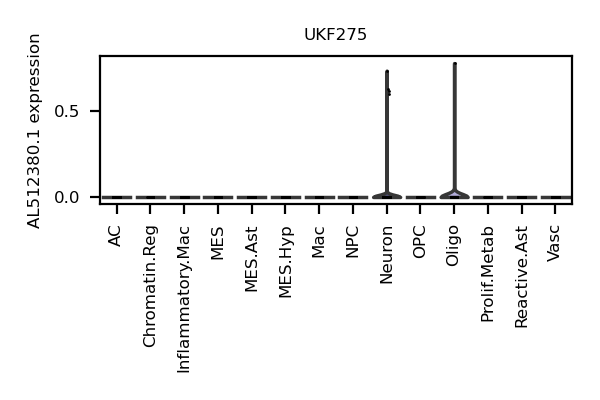 UKF275
AL512380.1 expression
0.5
0.0
AC
Chromatin.Reg
Inflammatory.Mac
MES
MES.Ast
MES.Hyp
Mac
NPC
Neuron
OPC
Oligo
Prolif.Metab
Reactive.Ast
Vasc